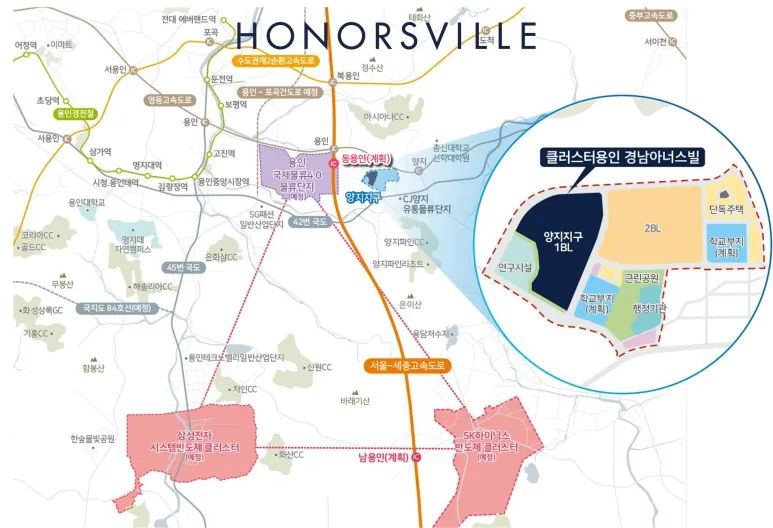 HONORSVILLE
전대·에버랜드역
포곡
IC
태화산
중부고속도로
어정역
이마트
도척
IC
서이천
IC
수도권제2순환고속도로
정수산
서용인
IC
둔전역
북용인
IC
영동고속도로
용인 ~ 포곡간도로 예정
초당역
보평역
아시아나CC
용인경전철
용인
IC
서용인
IC
고진역
용인
총신대학교
신학대학원
클러스터용인 경남아너스빌
삼가역
명지대역
용인
국제물류4.0
물류단지
(예정)
IC
동용인(계획)
양지
IC
시청.용인대역
김량장역
용인중앙시장역
양지지구
CJ양지
유통물류단지
단독주택
용인대학교
SG패션
일반산업단지
42번 국도
양지지구
1BL
2BL
학교부지
(계획)
코리아CC
골드CC
명지대
자연캠퍼스
은화삼CC
양지파인CC
양지파인리조트
연구시설
근린공원
45번 국도
무봉산
해솔리아CC
학교부지
(계획)
행정기관
국지도 84호선(예정)
은이산
화성상록GC
기흥CC
용담저수지
용인테크노밸리일반산업단지
함봉산
신원CC
서울~세종고속도로
차인CC
바래기산
삼성전자
시스템반도체 클러스터
(예정)
SK하이닉스
반도체 클러스터
(예정)
한숲물빛공원
화산CC
남용인(계획)
IC